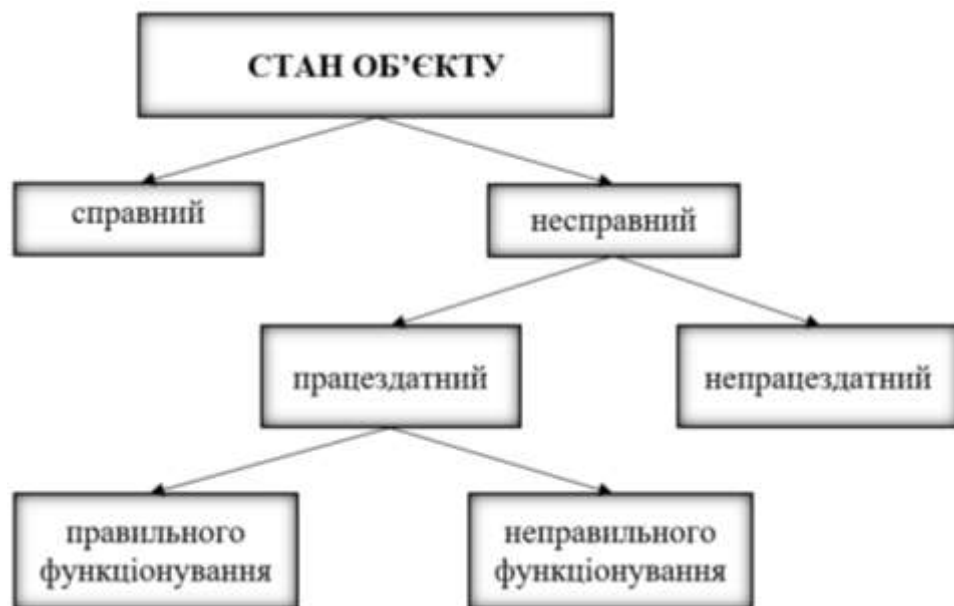 СТАН ОБ’ЄКТУ
справний
несправний
працездатний
непрацездатний
правильного
функціонування
неправильного
функціонування